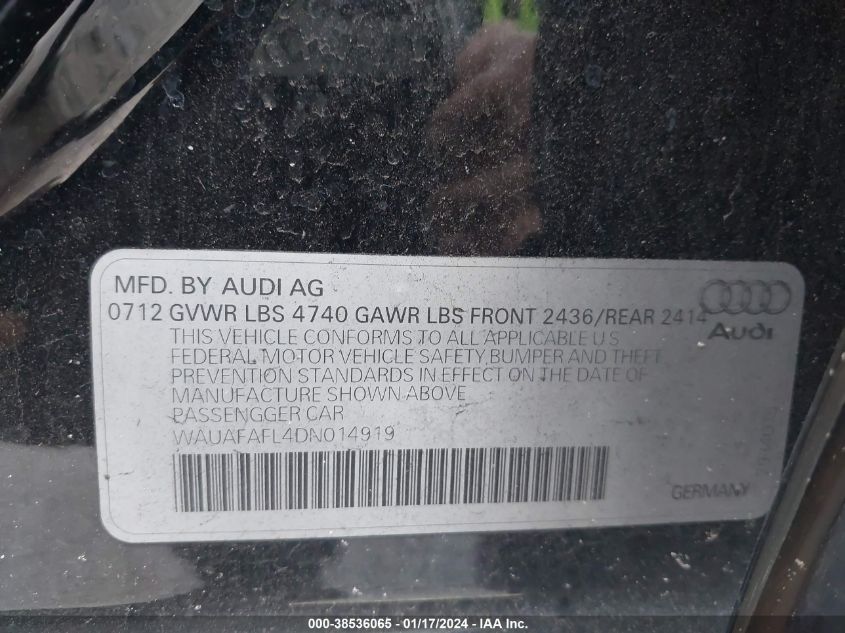 MFD. BY AUDI AG
0712 GVWR LBS 4740 GAWR LBS FRONT 2436/REAR 2414
Audi
THIS VEHICLE CONFORMS TO ALL APPLICABLE U S
FEDERAL MOTOR VEHICLE SAFETY, BUMPER AND THEFT
PREVENTION STANDARDS IN EFFECT ON THE DATE OF
MANUFACTURE SHOWN ABOVE
PASSENGGER CAR
WAUAFAFL4DN014919
GERMANY
000-38536065 - 01/17/2024 - IAA Inc.